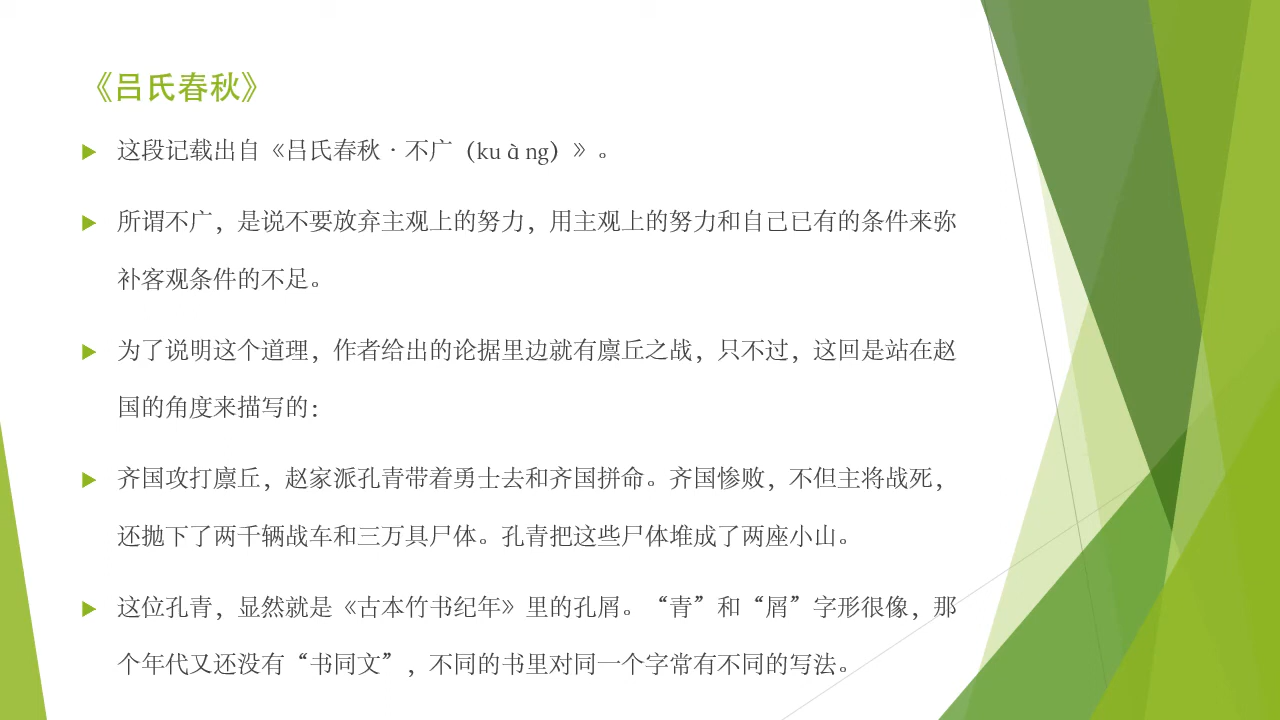 《吕氏春秋》
这段记载出自《吕氏春秋·不广（kuàng）》。
所谓不广，是说不要放弃主观上的努力，用主观上的努力和自己已有的条件来弥
补客观条件的不足。
为了说明这个道理，作者给出的论据里边就有廪丘之战，只不过，这回是站在赵
国的角度来描写的：
齐国攻打廪丘，赵家派孔青带着勇士去和齐国拼命。齐国惨败，不但主将战死，
还抛下了两千辆战车和三万具尸体。孔青把这些尸体堆成了两座小山。
这位孔青，显然就是《古本竹书纪年》里的孔屑。“青”和“屑”字形很像，那
个年代又还没有“书同文”，不同的书里对同一个字常有不同的写法。